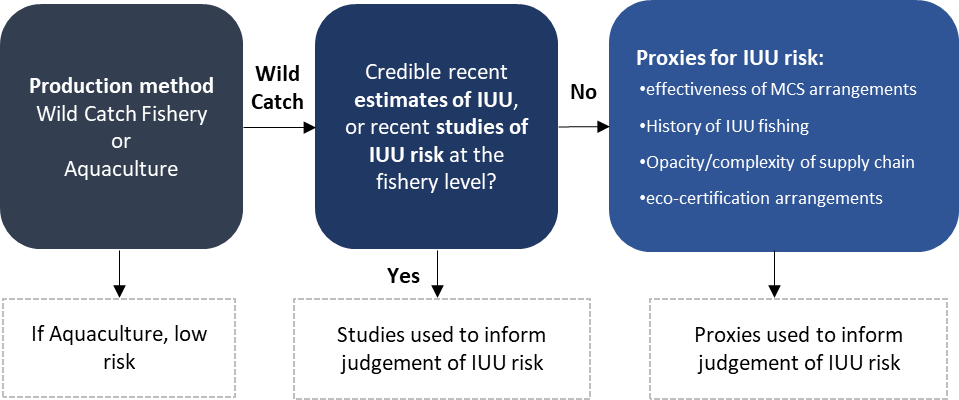 Production method
Wild Catch Fishery
or
Aquaculture
Wild
Catch
Credible recent
estimates of IUU,
or recent studies of
IUU risk at the
fishery level?
No
Proxies for IUU risk:
•effectiveness of MCS arrangements
•History of IUU fishing
•Opacity/complexity of supply chain
•eco-certification arrangements
Yes
If Aquaculture, low
risk
Studies used to inform
judgement of IUU risk
Proxies used to inform
judgement of IUU risk